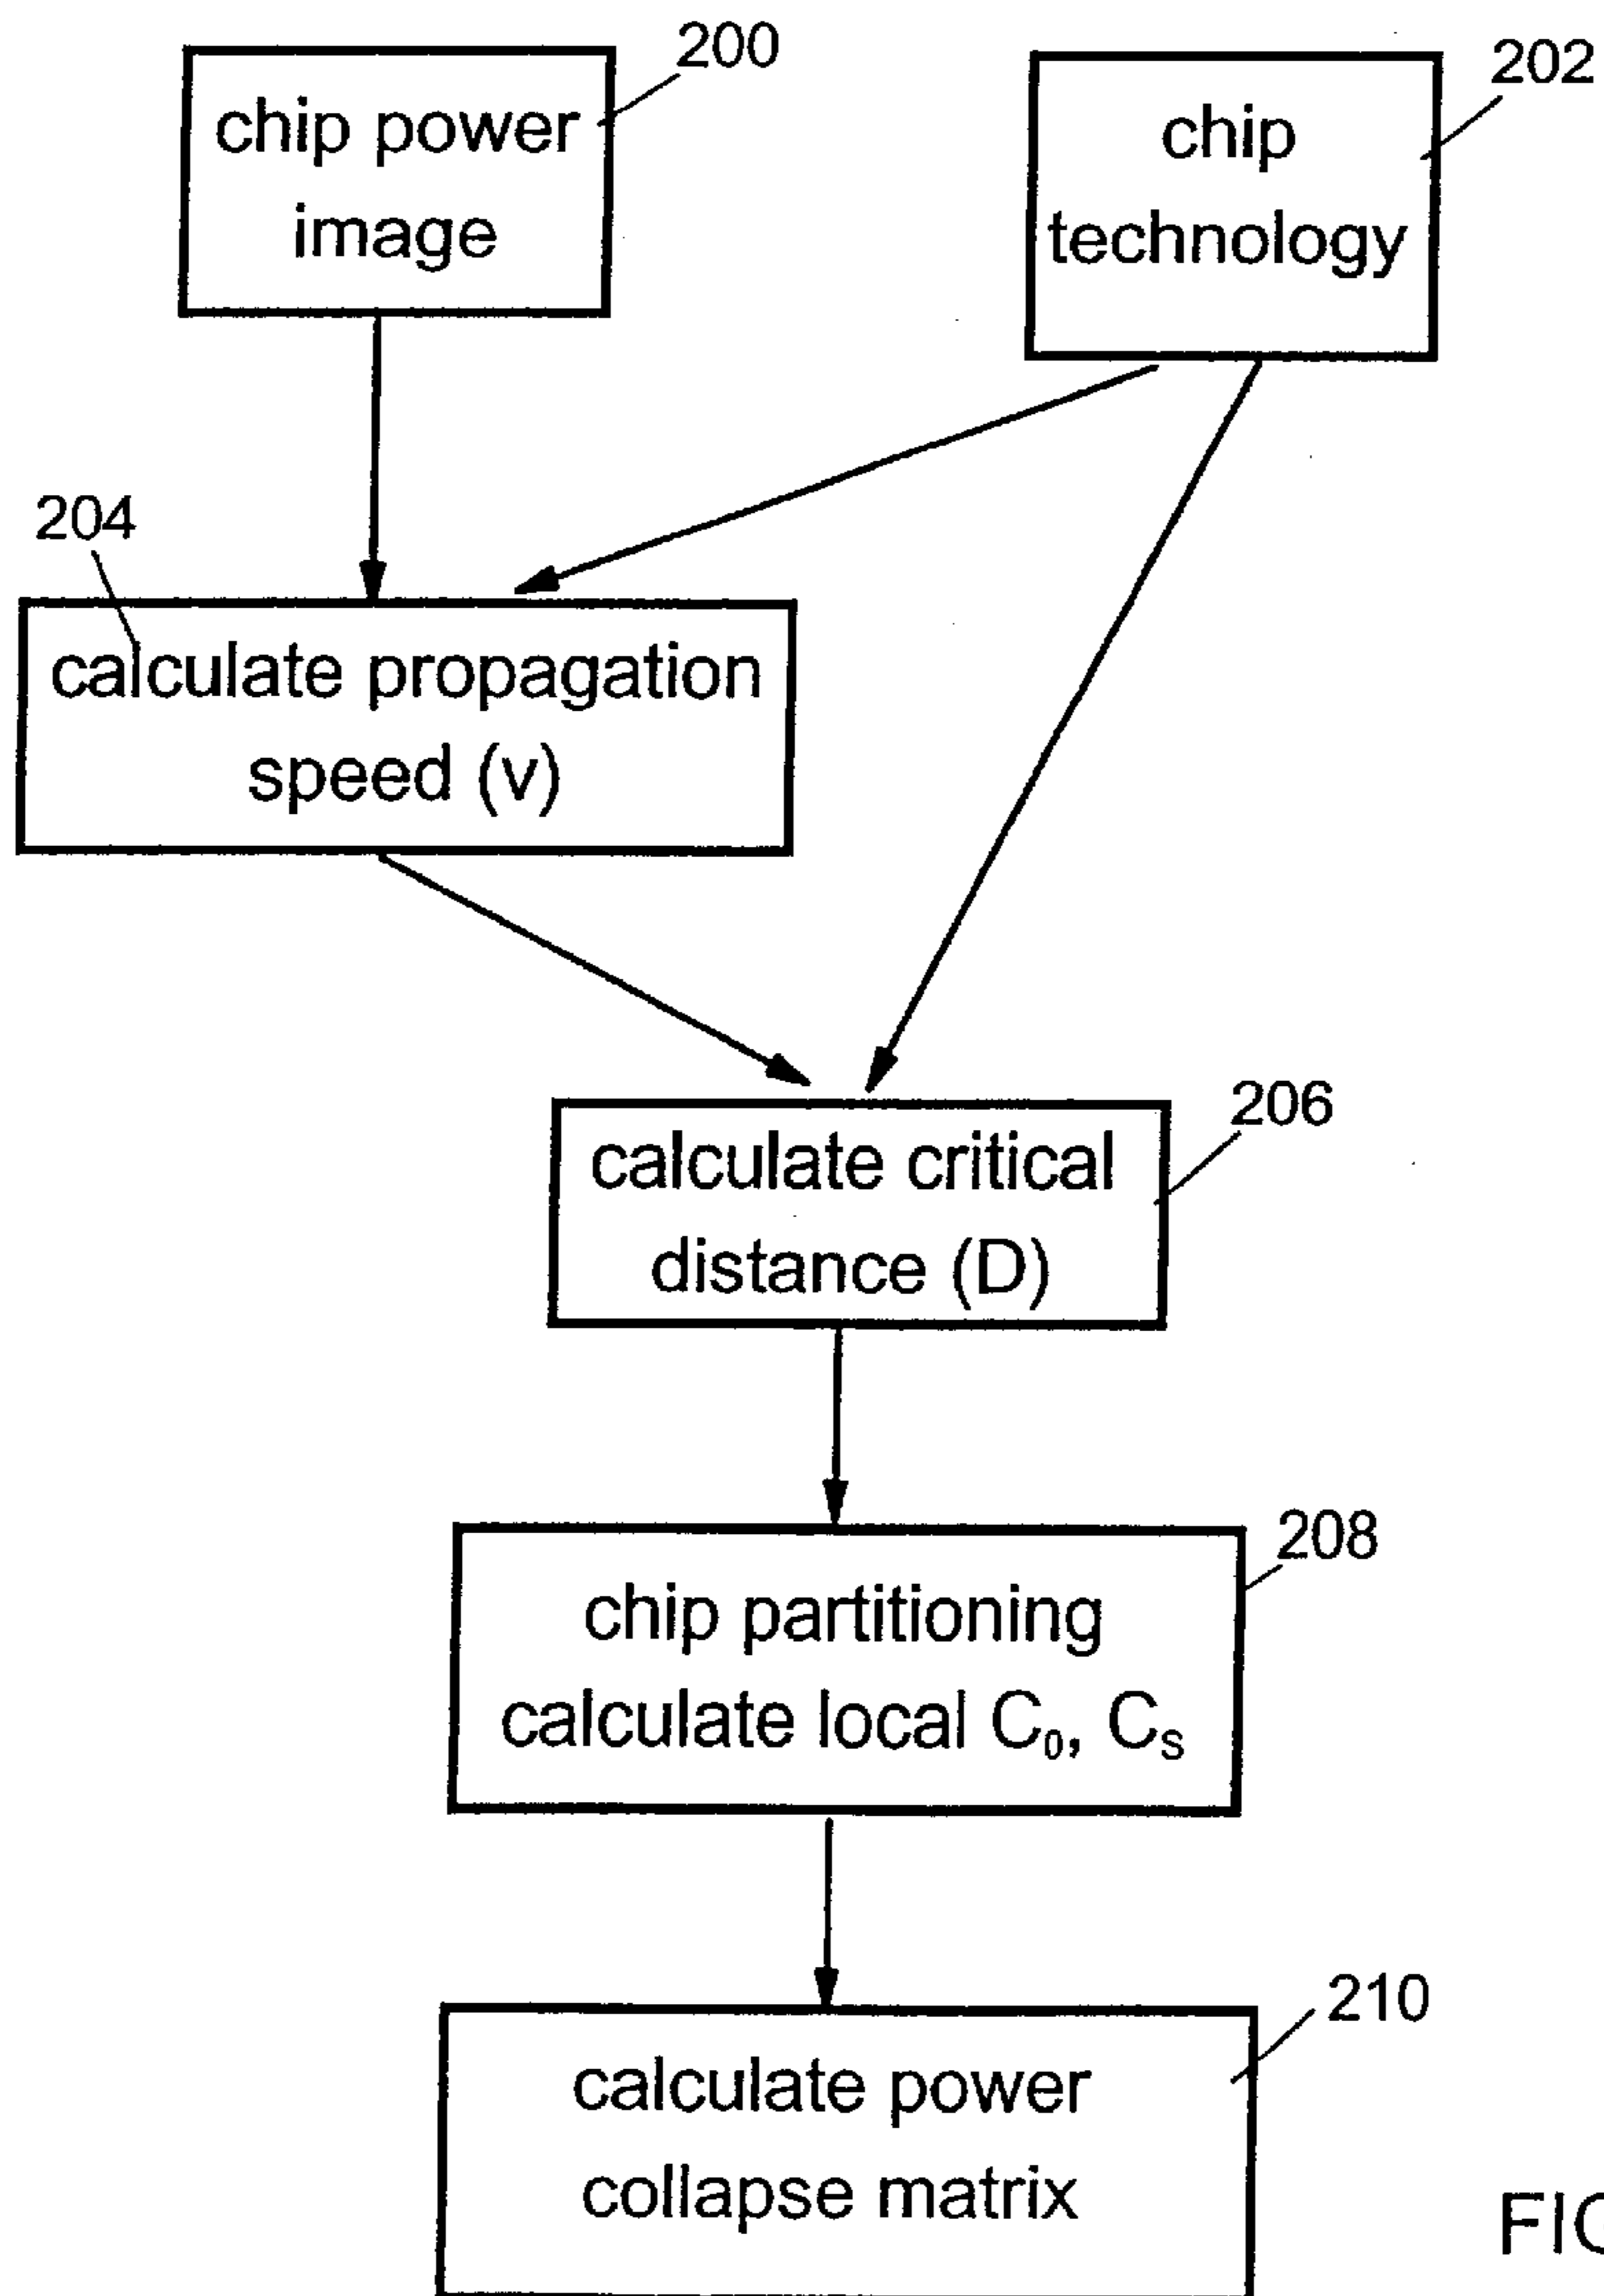 200
chip power
image
202
chip
technology
204
calculate propagation
speed (v)
206
calculate critical
distance (D)
208
chip partitioning
calculate local C₀, Cₛ
210
calculate power
collapse matrix